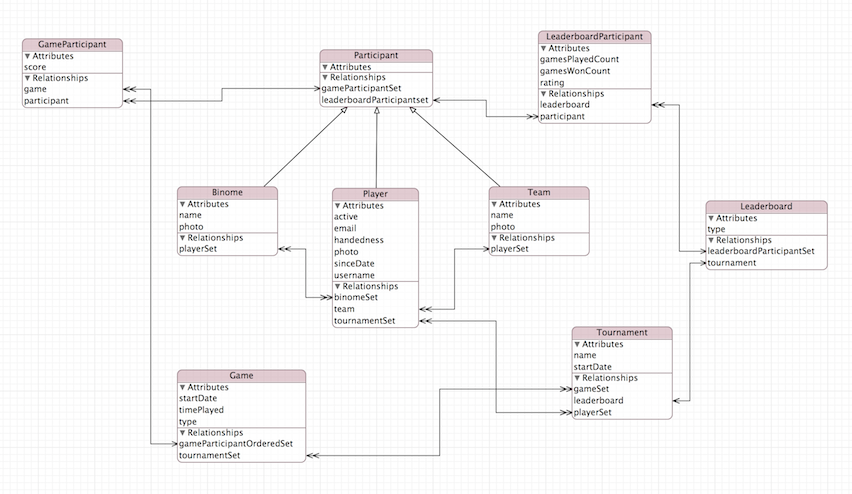 GameParticipant
▼ Attributes
score
▼ Relationships
game
participant
Participant
▼ Attributes
▼ Relationships
gameParticipantSet
leaderboardParticipantset
LeaderboardParticipant
▼ Attributes
gamesPlayedCount
gamesWonCount
rating
▼ Relationships
leaderboard
participant
Binome
▼ Attributes
name
photo
▼ Relationships
playerSet
Player
▼ Attributes
active
email
handedness
photo
sinceDate
username
▼ Relationships
binomeSet
team
tournamentSet
Team
▼ Attributes
name
photo
▼ Relationships
playerSet
Leaderboard
▼ Attributes
type
▼ Relationships
leaderboardParticipantSet
tournament
Game
▼ Attributes
startDate
timePlayed
type
▼ Relationships
gameParticipantOrderedSet
tournamentSet
Tournament
▼ Attributes
name
startDate
▼ Relationships
gameSet
leaderboard
playerSet